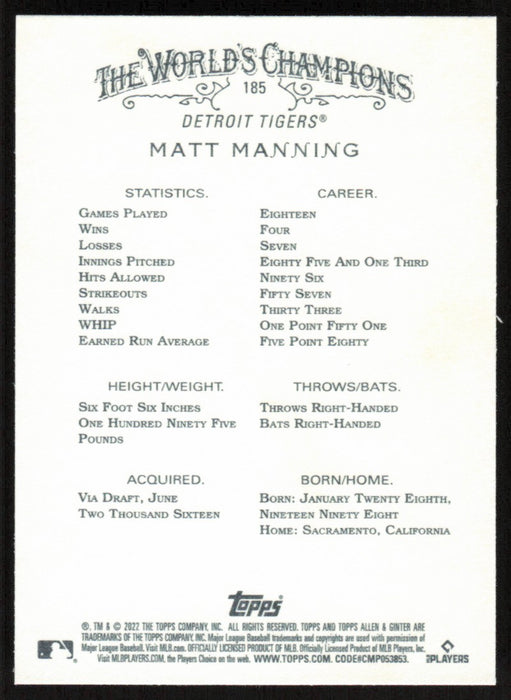 THE WORLD'S CHAMPIONS
185
DETROIT TIGERS®
MATT MANNING
STATISTICS. CAREER.
GAMES PLAYED EIGHTEEN
WINS FOUR
LOSSES SEVEN
INNINGS PITCHED EIGHTY FIVE AND ONE THIRD
HITS ALLOWED NINETY SIX
STRIKEOUTS FIFTY SEVEN
WALKS THIRTY THREE
WHIP ONE POINT FIFTY ONE
EARNED RUN AVERAGE FIVE POINT EIGHTY
HEIGHT/WEIGHT.
SIX FOOT SIX INCHES
ONE HUNDRED NINETY FIVE
POUNDS
THROWS/BATS.
THROWS RIGHT-HANDED
BATS RIGHT-HANDED
ACQUIRED.
VIA DRAFT, JUNE
TWO THOUSAND SIXTEEN
BORN/HOME.
BORN: JANUARY TWENTY EIGHTH,
NINETEEN NINETY EIGHT
HOME: SACRAMENTO, CALIFORNIA
Topps
®, TM & © 2022 THE TOPPS COMPANY, INC. ALL RIGHTS RESERVED. TOPPS AND TOPPS ALLEN & GINTER ARE
TRADEMARKS OF THE TOPPS COMPANY, INC. Major League Baseball trademarks and copyrights are used with permission of
Major League Baseball. Visit MLB.com. OFFICIALLY LICENSED PRODUCT OF MLB. Officially Licensed Product of MLB Players, Inc.
Visit MLBPLAYERS.com, the Players Choice on the web. WWW.TOPPS.COM. CODE#CMP053853.
PLAYERS